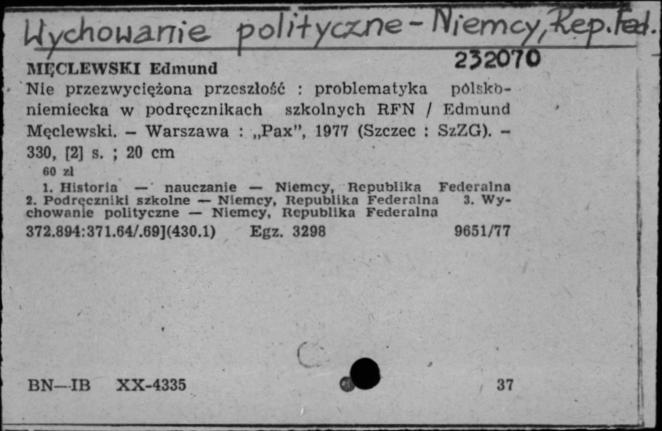 Wychowanie polityczne - Niemcy, Rep. Fed.
232070
MĘCLEWSKI Edmund
Nie przezwyciężona przeszłość : problematyka polsko-
niemiecka w podręcznikach szkolnych RFN / Edmund
Męclewski. — Warszawa : „Pax”, 1977 (Szczec : SzZG). —
330, [2] s. ; 20 cm
60 zł
1. Historia — nauczanie — Niemcy, Republika Federalna
2. Podręczniki szkolne — Niemcy, Republika Federalna 3. Wy-
chowanie polityczne — Niemcy, Republika Federalna
372.894:371.64/.69](430.1) Egz. 3298 9651/77
BN—IB XX-4335 37